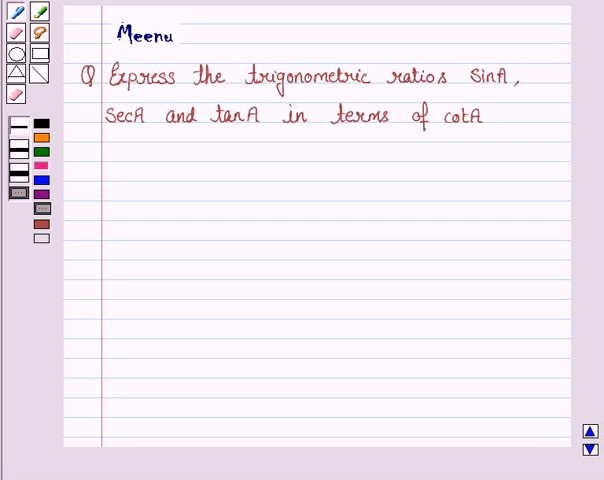 Meenu
Q Express the trigonometric ratios SinA,
SecA and tanA in terms of cotA